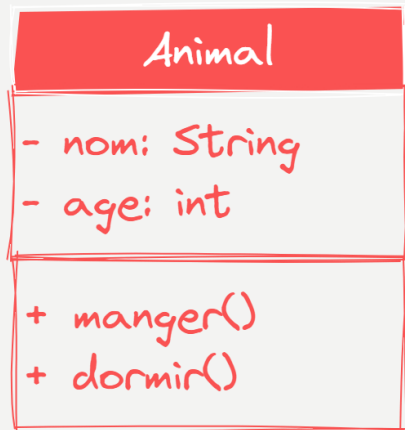 Animal
- nom: String
- age: int
+ manger()
+ dormir()